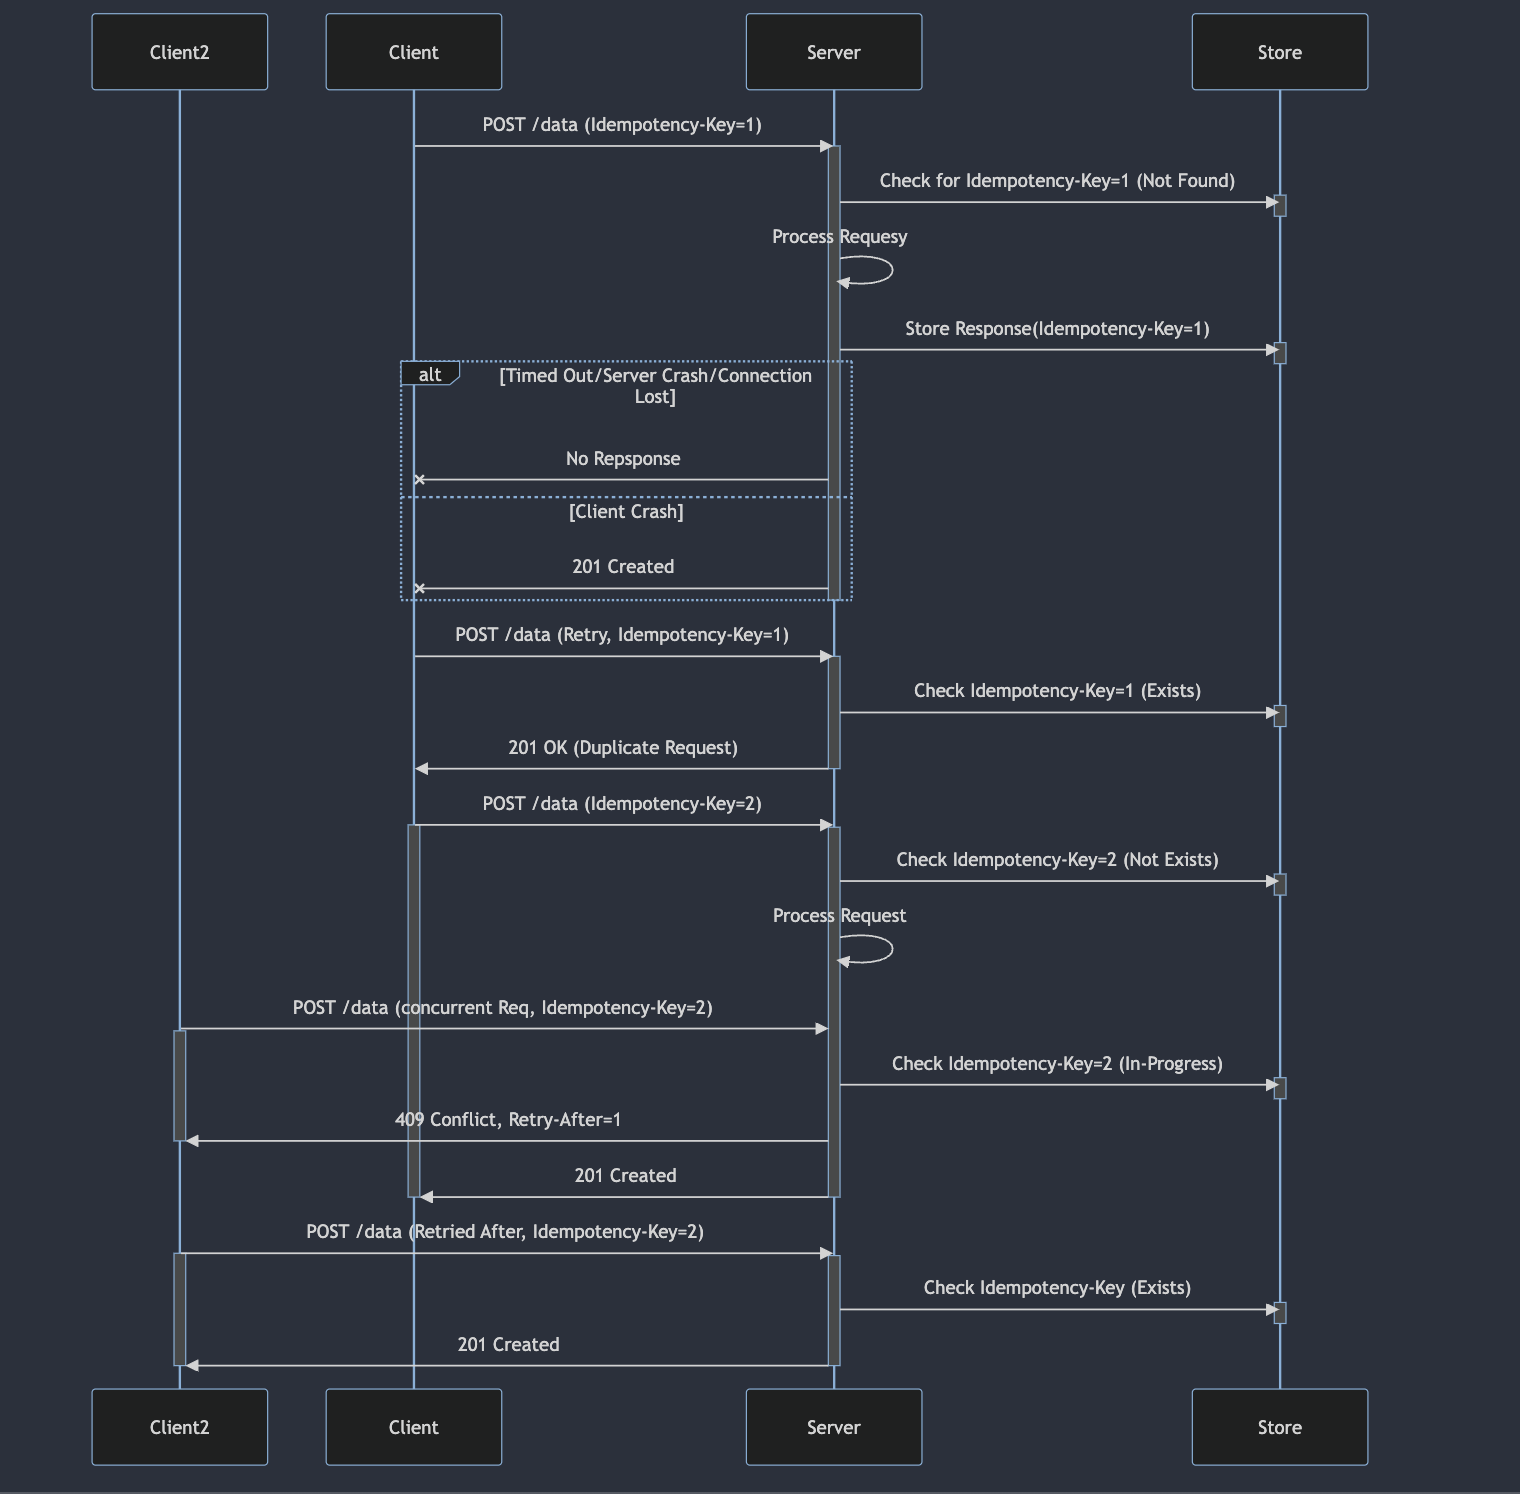 Client2
Client
Server
Store
POST /data (Idempotency-Key=1)
Check for Idempotency-Key=1 (Not Found)
Process Requesy
Store Response(Idempotency-Key=1)
alt
[Timed Out/Server Crash/Connection
Lost]
No Repsponse
[Client Crash]
201 Created
POST /data (Retry, Idempotency-Key=1)
Check Idempotency-Key=1 (Exists)
201 OK (Duplicate Request)
POST /data (Idempotency-Key=2)
Check Idempotency-Key=2 (Not Exists)
Process Request
POST /data (concurrent Req, Idempotency-Key=2)
Check Idempotency-Key=2 (In-Progress)
409 Conflict, Retry-After=1
201 Created
POST /data (Retried After, Idempotency-Key=2)
Check Idempotency-Key (Exists)
201 Created
Client2
Client
Server
Store